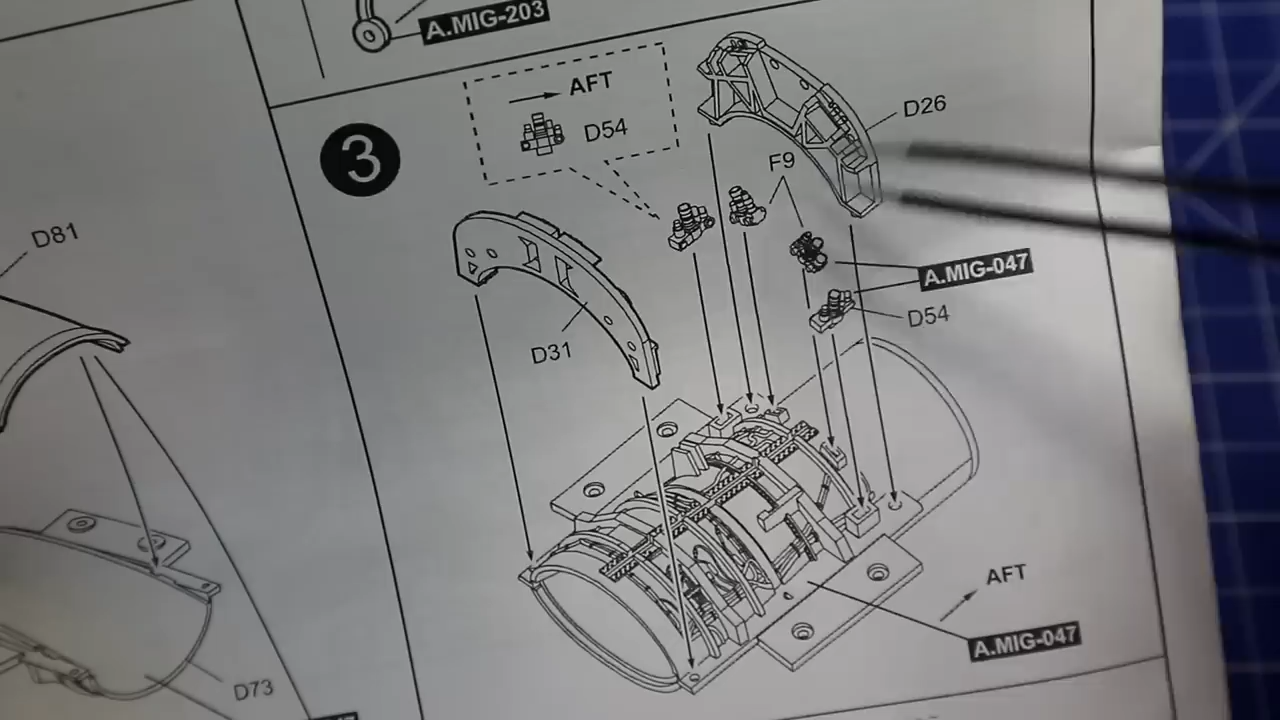 A.MIG-203
3
AFT
D54
D26
F9
D81
A.MIG-047
D54
D31
AFT
A.MIG-047
D73